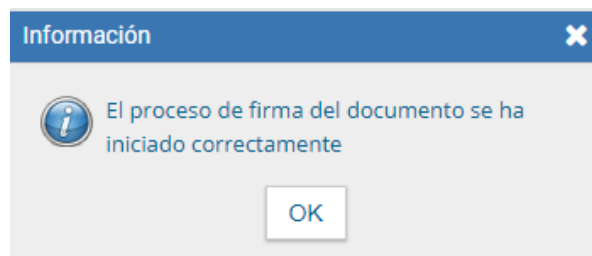 Información
El proceso de firma del documento se ha
iniciado correctamente
OK